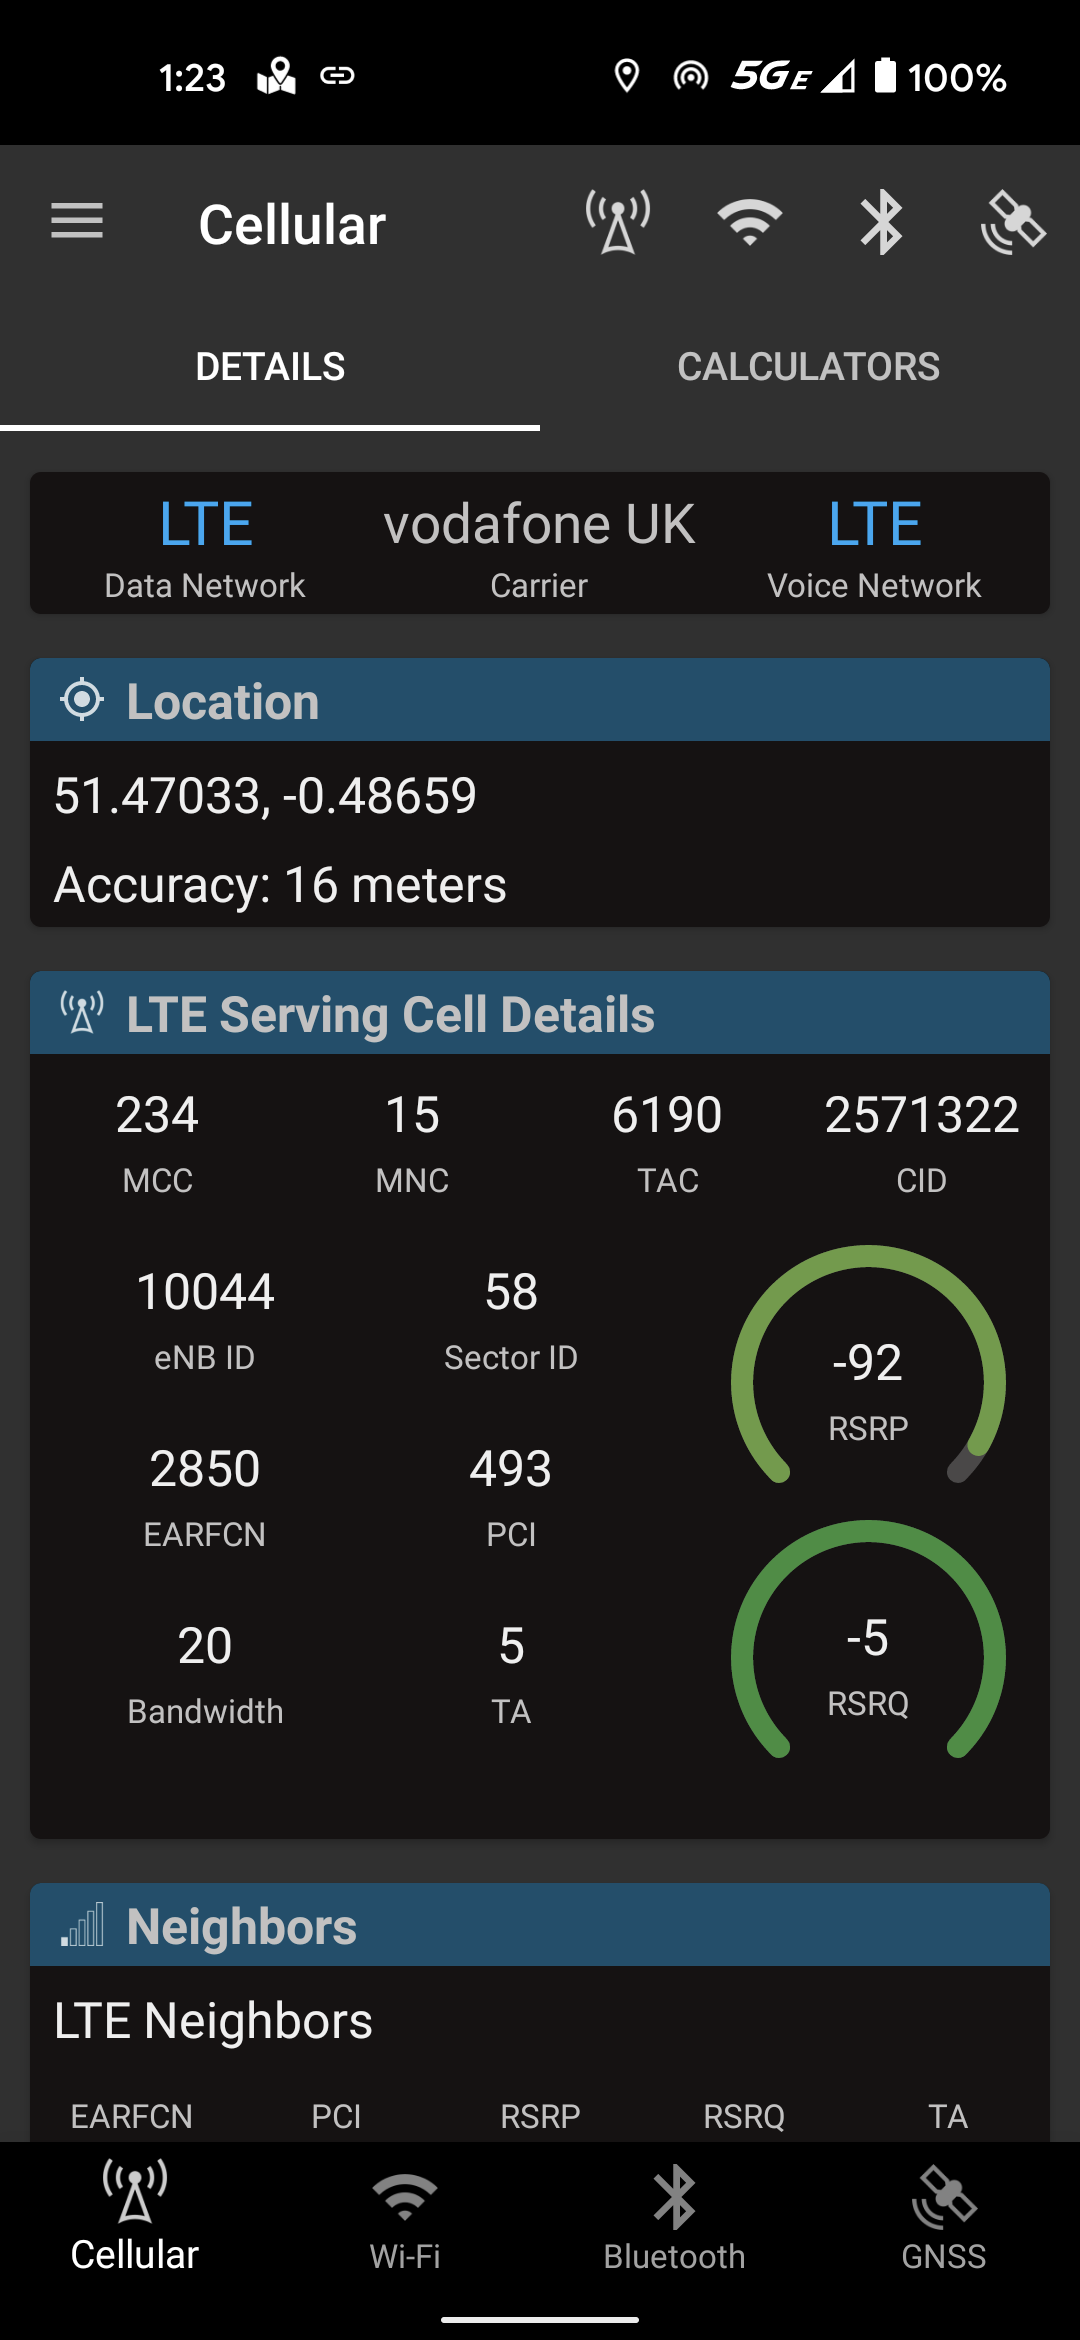 1:23 5G E 100%
Cellular
DETAILS CALCULATORS
LTE vodafone UK LTE
Data Network Carrier Voice Network
Location
51.47033, -0.48659
Accuracy: 16 meters
LTE Serving Cell Details
234 15 6190 2571322
MCC MNC TAC CID
10044 58
eNB ID Sector ID
-92
RSRP
2850 493
EARFCN PCI
20 5
Bandwidth TA
-5
RSRQ
Neighbors
LTE Neighbors
EARFCN PCI RSRP RSRQ TA
Cellular Wi-Fi Bluetooth GNSS